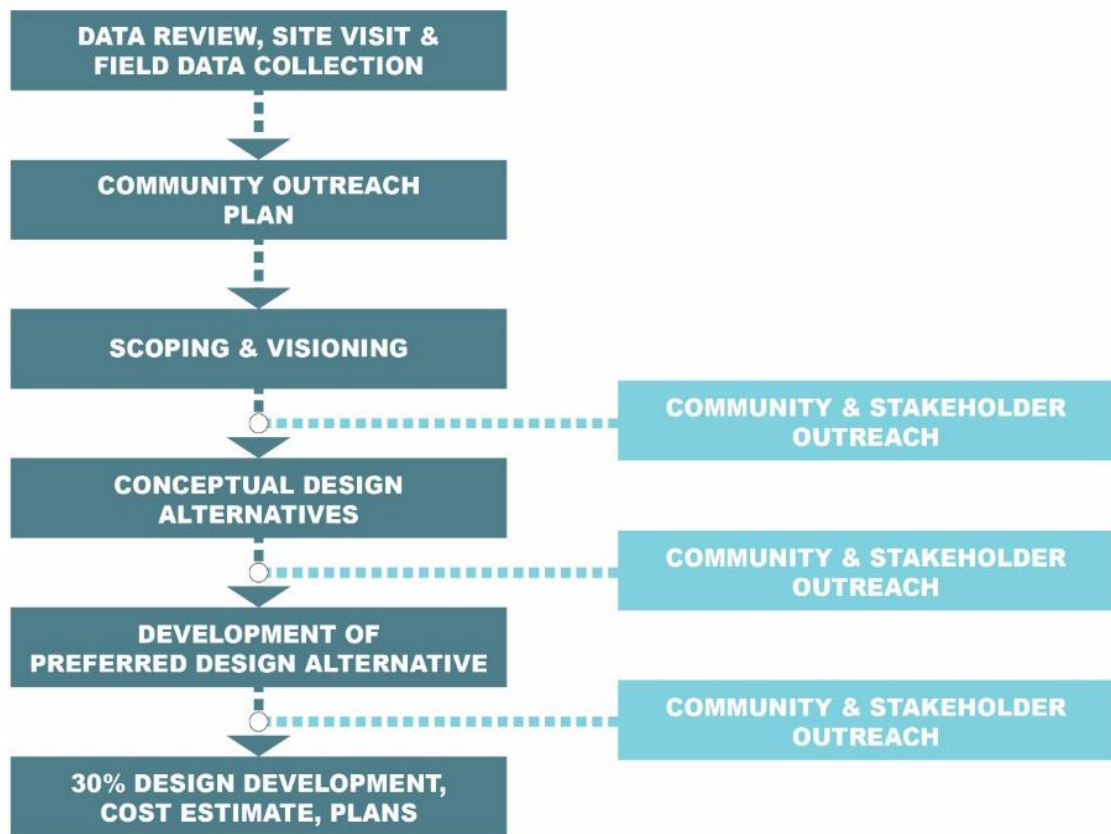 DATA REVIEW, SITE VISIT &
FIELD DATA COLLECTION
COMMUNITY OUTREACH
PLAN
SCOPING & VISIONING
COMMUNITY & STAKEHOLDER
OUTREACH
CONCEPTUAL DESIGN
ALTERNATIVES
COMMUNITY & STAKEHOLDER
OUTREACH
DEVELOPMENT OF
PREFERRED DESIGN ALTERNATIVE
COMMUNITY & STAKEHOLDER
OUTREACH
30% DESIGN DEVELOPMENT,
COST ESTIMATE, PLANS